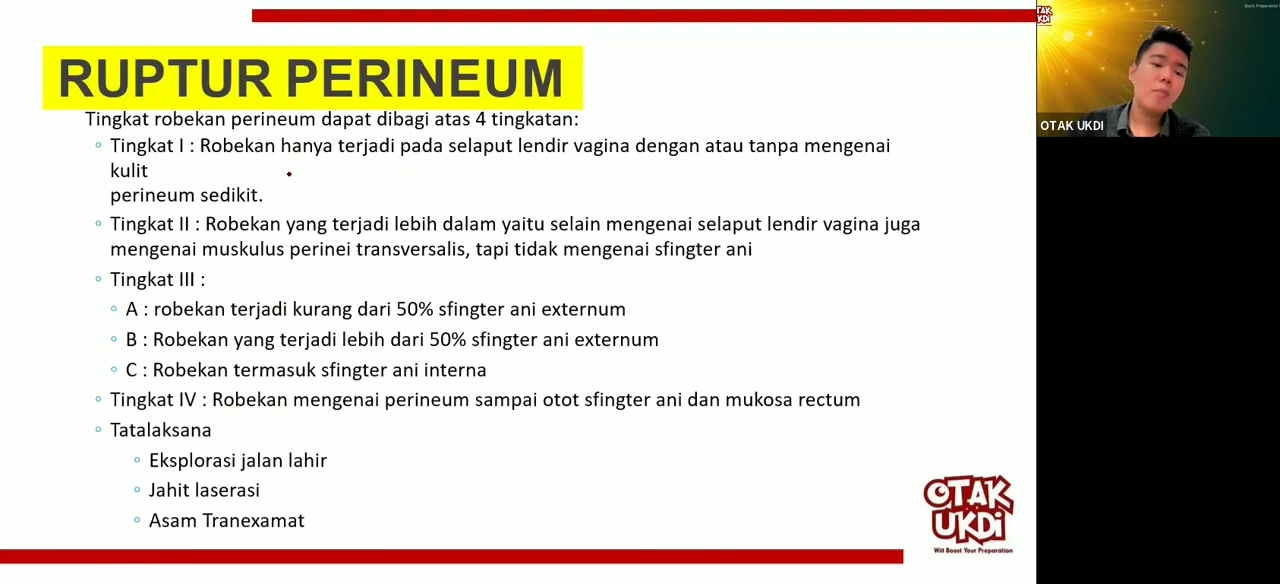 RUPTUR PERINEUM
Tingkat robekan perineum dapat dibagi atas 4 tingkatan:
Tingkat I : Robekan hanya terjadi pada selaput lendir vagina dengan atau tanpa mengenai
kulit
perineum sedikit.
Tingkat II : Robekan yang terjadi lebih dalam yaitu selain mengenai selaput lendir vagina juga
mengenai muskulus perinei transversalis, tapi tidak mengenai sfingter ani
Tingkat III :
A : robekan terjadi kurang dari 50% sfingter ani externum
B : Robekan yang terjadi lebih dari 50% sfingter ani externum
C : Robekan termasuk sfingter ani interna
Tingkat IV : Robekan mengenai perineum sampai otot sfingter ani dan mukosa rectum
Tatalaksana
Eksplorasi jalan lahir
Jahit laserasi
Asam Tranexamat
OTAK
UKDI
Will Boost Your Preparation
OTAK
UKDI
Quick Preparation
OTAK UKDI